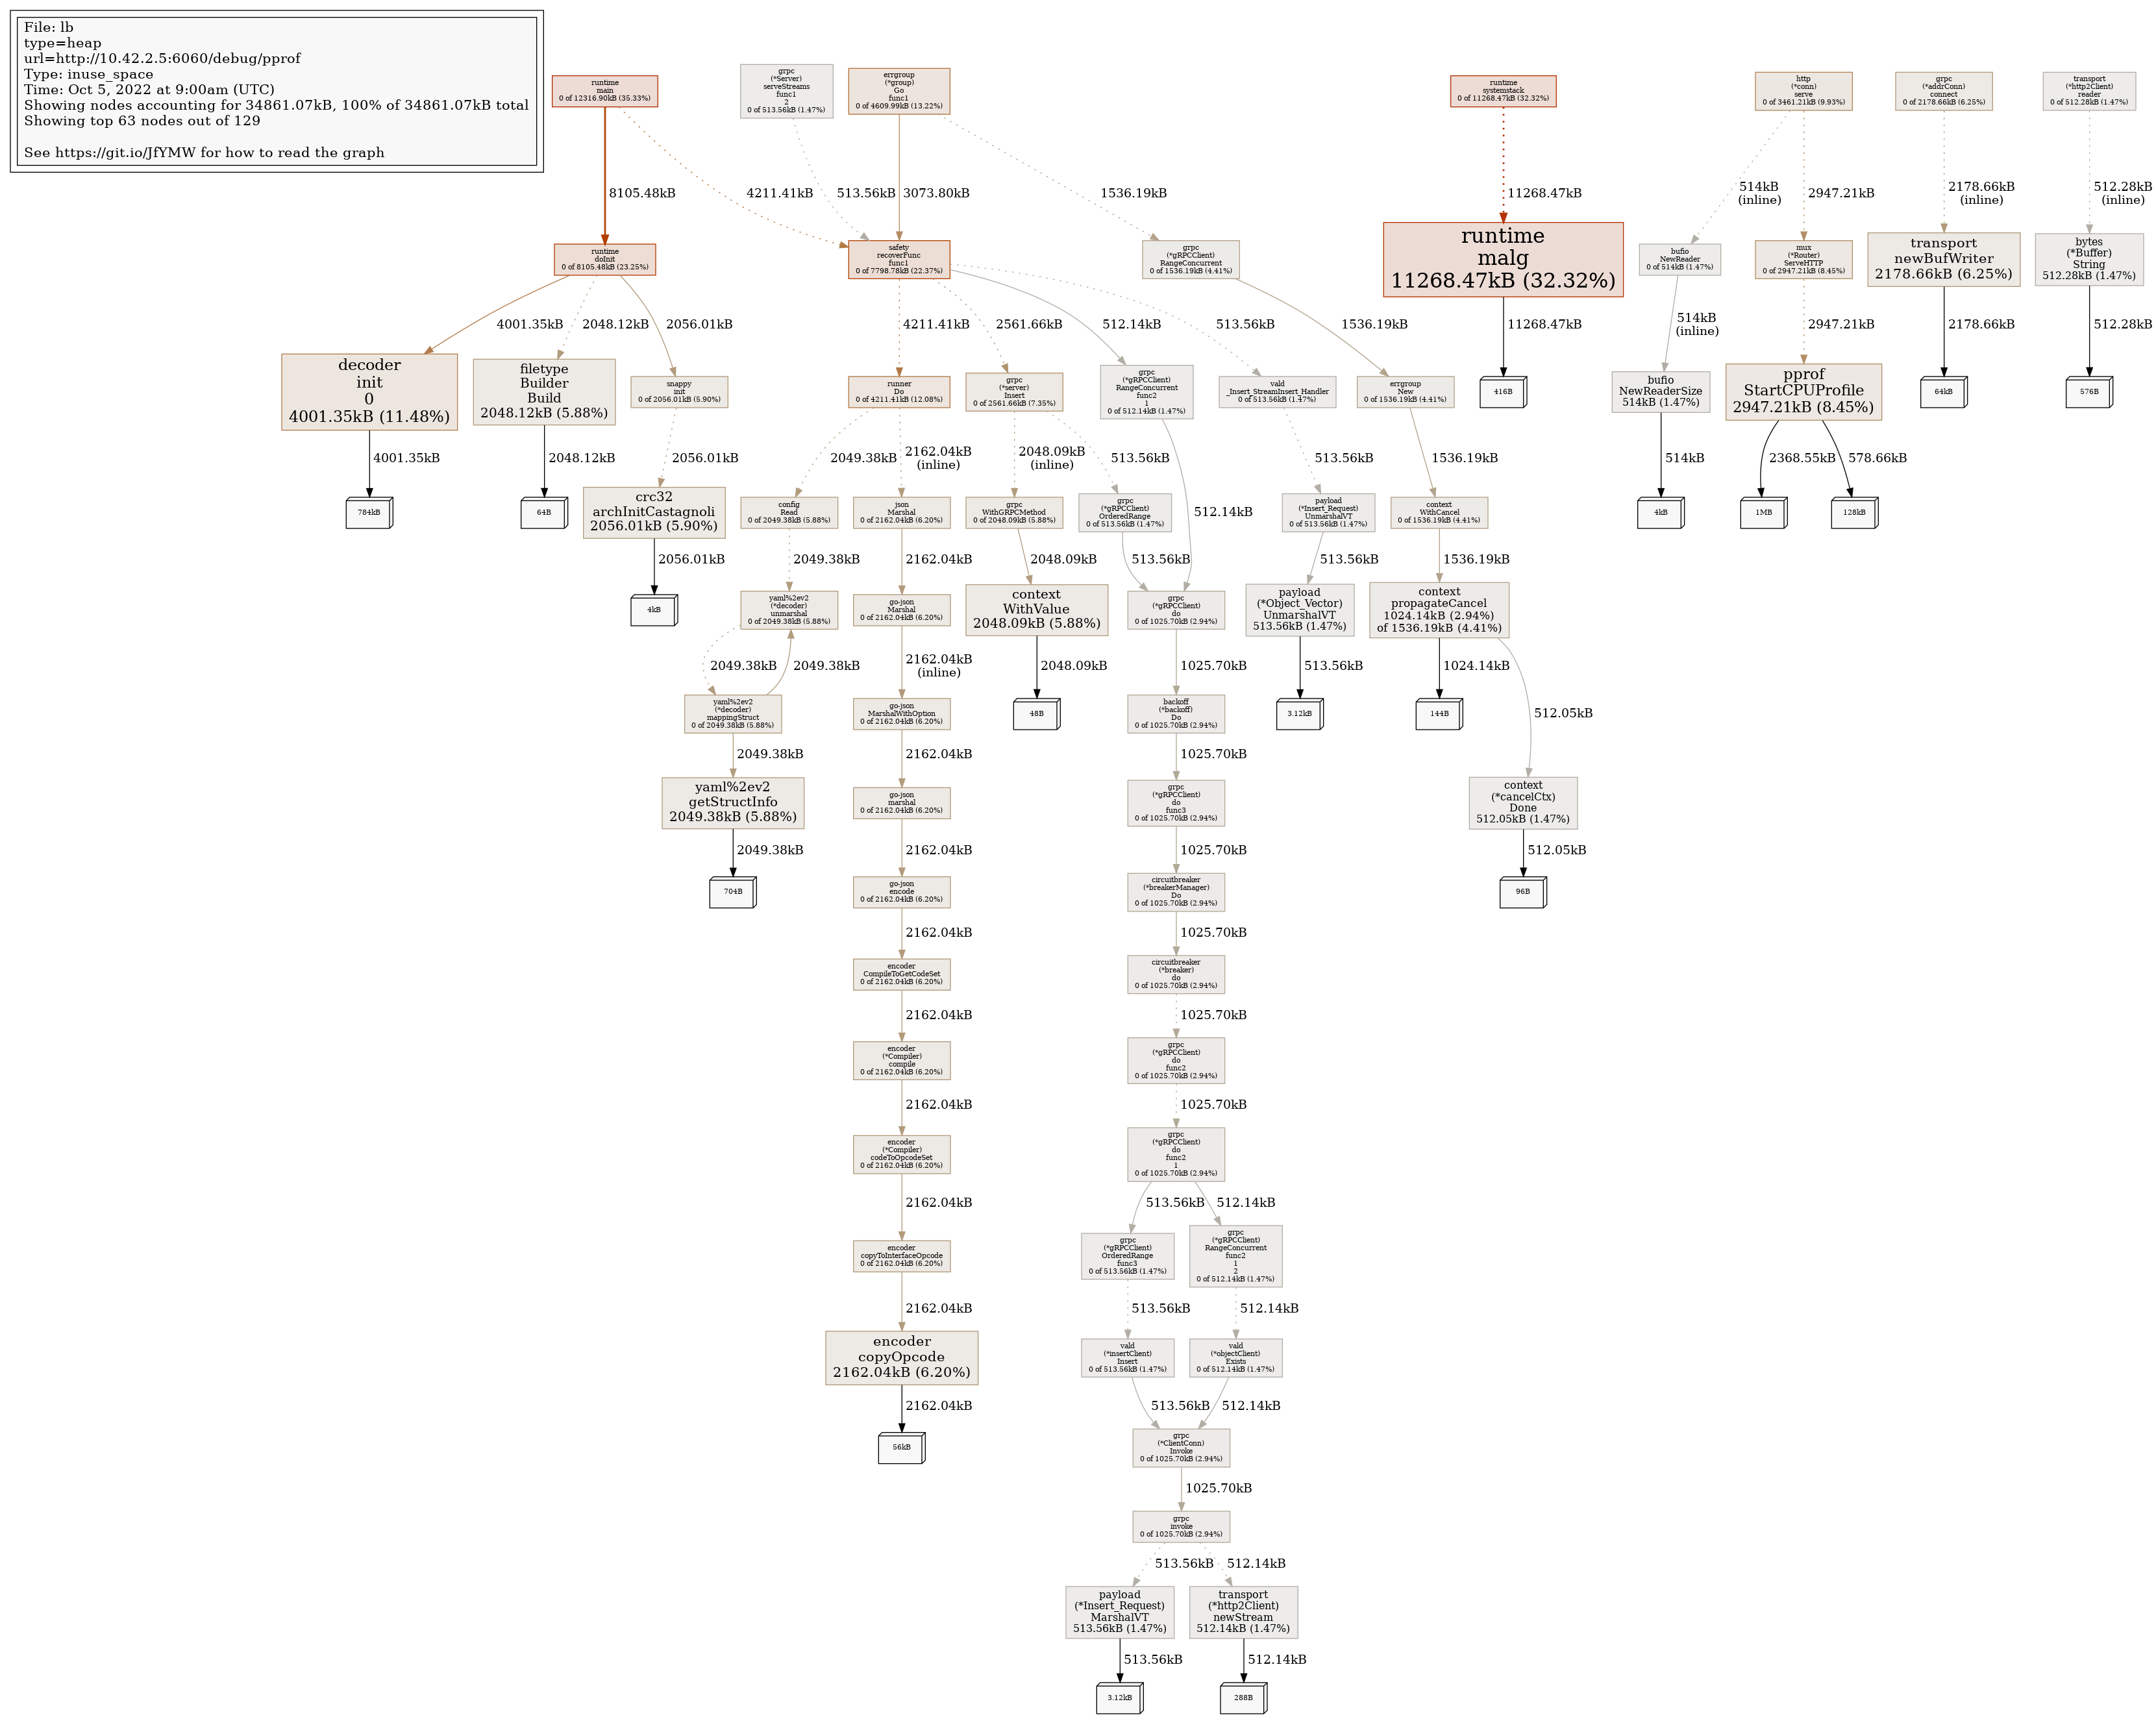 File: lb
type=heap
url=http://10.42.2.5:6060/debug/pprof
Type: inuse_space
Time: Oct 5, 2022 at 9:00am (UTC)
Showing nodes accounting for 34861.07kB, 100% of 34861.07kB total
Showing top 63 nodes out of 129
See https://git.io/JfYMW for how to read the graph
runtime
main
0 of 12316.90kB (35.33%)
grpc
(*Server)
serveStreams
func1
2
0 of 513.56kB (1.47%)
errgroup
(*group)
Go
func1
0 of 4609.99kB (13.22%)
runtime
systemstack
0 of 11268.47kB (32.32%)
http
(*conn)
serve
0 of 3461.21kB (9.93%)
grpc
(*addrConn)
connect
0 of 2178.66kB (6.25%)
transport
(*http2Client)
reader
0 of 512.28kB (1.47%)
8105.48kB
4211.41kB
513.56kB
3073.80kB
1536.19kB
11268.47kB
514kB
(inline)
2947.21kB
2178.66kB
(inline)
512.28kB
(inline)
runtime
doInit
0 of 8105.48kB (23.25%)
safety
recoverFunc
func1
0 of 7798.78kB (22.37%)
grpc
(*gRPCClient)
RangeConcurrent
0 of 1536.19kB (4.41%)
runtime
malg
11268.47kB (32.32%)
bufio
NewReader
0 of 514kB (1.47%)
mux
(*Router)
ServeHTTP
0 of 2947.21kB (8.45%)
transport
newBufWriter
2178.66kB (6.25%)
bytes
(*Buffer)
String
512.28kB (1.47%)
4001.35kB
2048.12kB
2056.01kB
4211.41kB
2561.66kB
512.14kB
513.56kB
1536.19kB
11268.47kB
514kB
(inline)
2947.21kB
2178.66kB
512.28kB
decoder
init
0
4001.35kB (11.48%)
filetype
Builder
Build
2048.12kB (5.88%)
snappy
init
0 of 2056.01kB (5.90%)
runner
Do
0 of 4211.41kB (12.08%)
grpc
(*server)
Insert
0 of 2561.66kB (7.35%)
grpc
(*gRPCClient)
RangeConcurrent
func2
1
0 of 512.14kB (1.47%)
vald
_Insert_StreamInsert_Handler
0 of 513.56kB (1.47%)
errgroup
New
0 of 1536.19kB (4.41%)
416B
bufio
NewReaderSize
514kB (1.47%)
pprof
StartCPUProfile
2947.21kB (8.45%)
64kB
576B
4001.35kB
2048.12kB
2056.01kB
2049.38kB
2162.04kB
(inline)
2048.09kB
(inline)
513.56kB
512.14kB
513.56kB
1536.19kB
514kB
2368.55kB
578.66kB
784kB
64B
crc32
archInitCastagnoli
2056.01kB (5.90%)
config
Read
0 of 2049.38kB (5.88%)
json
Marshal
0 of 2162.04kB (6.20%)
grpc
WithGRPCMethod
0 of 2048.09kB (5.88%)
grpc
(*gRPCClient)
OrderedRange
0 of 513.56kB (1.47%)
payload
(*Insert_Request)
UnmarshalVT
0 of 513.56kB (1.47%)
context
WithCancel
0 of 1536.19kB (4.41%)
4kB
1MB
128kB
2056.01kB
2049.38kB
2162.04kB
2048.09kB
513.56kB
513.56kB
1536.19kB
4kB
yaml%2ev2
(*decoder)
unmarshal
0 of 2049.38kB (5.88%)
go-json
Marshal
0 of 2162.04kB (6.20%)
context
WithValue
2048.09kB (5.88%)
grpc
(*gRPCClient)
do
0 of 1025.70kB (2.94%)
payload
(*Object_Vector)
UnmarshalVT
513.56kB (1.47%)
context
propagateCancel
1024.14kB (2.94%)
of 1536.19kB (4.41%)
2049.38kB
2049.38kB
2162.04kB
(inline)
2048.09kB
1025.70kB
513.56kB
1024.14kB
512.05kB
yaml%2ev2
(*decoder)
mappingStruct
0 of 2049.38kB (5.88%)
go-json
MarshalWithOption
0 of 2162.04kB (6.20%)
48B
backoff
(*backoff)
Do
0 of 1025.70kB (2.94%)
3.12kB
144B
2049.38kB
2162.04kB
1025.70kB
yaml%2ev2
getStructInfo
2049.38kB (5.88%)
go-json
marshal
0 of 2162.04kB (6.20%)
grpc
(*gRPCClient)
do
func3
0 of 1025.70kB (2.94%)
context
(*cancelCtx)
Done
512.05kB (1.47%)
2049.38kB
2162.04kB
1025.70kB
512.05kB
704B
go-json
encode
0 of 2162.04kB (6.20%)
circuitbreaker
(*breakerManager)
Do
0 of 1025.70kB (2.94%)
96B
2162.04kB
1025.70kB
encoder
CompileToGetCodeSet
0 of 2162.04kB (6.20%)
circuitbreaker
(*breaker)
do
0 of 1025.70kB (2.94%)
2162.04kB
1025.70kB
encoder
(*Compiler)
compile
0 of 2162.04kB (6.20%)
grpc
(*gRPCClient)
do
func2
0 of 1025.70kB (2.94%)
2162.04kB
1025.70kB
encoder
(*Compiler)
codeToOpcodeSet
0 of 2162.04kB (6.20%)
grpc
(*gRPCClient)
do
func2
1
0 of 1025.70kB (2.94%)
2162.04kB
513.56kB
512.14kB
encoder
copyToInterfaceOpcode
0 of 2162.04kB (6.20%)
grpc
(*gRPCClient)
OrderedRange
func3
0 of 513.56kB (1.47%)
grpc
(*gRPCClient)
RangeConcurrent
func2
1
2
0 of 512.14kB (1.47%)
2162.04kB
513.56kB
512.14kB
encoder
copyOpcode
2162.04kB (6.20%)
vald
(*insertClient)
Insert
0 of 513.56kB (1.47%)
vald
(*objectClient)
Exists
0 of 512.14kB (1.47%)
2162.04kB
513.56kB
512.14kB
56kB
grpc
(*ClientConn)
Invoke
0 of 1025.70kB (2.94%)
1025.70kB
grpc
invoke
0 of 1025.70kB (2.94%)
513.56kB
512.14kB
payload
(*Insert_Request)
MarshalVT
513.56kB (1.47%)
transport
(*http2Client)
newStream
512.14kB (1.47%)
513.56kB
512.14kB
3.12kB
288B